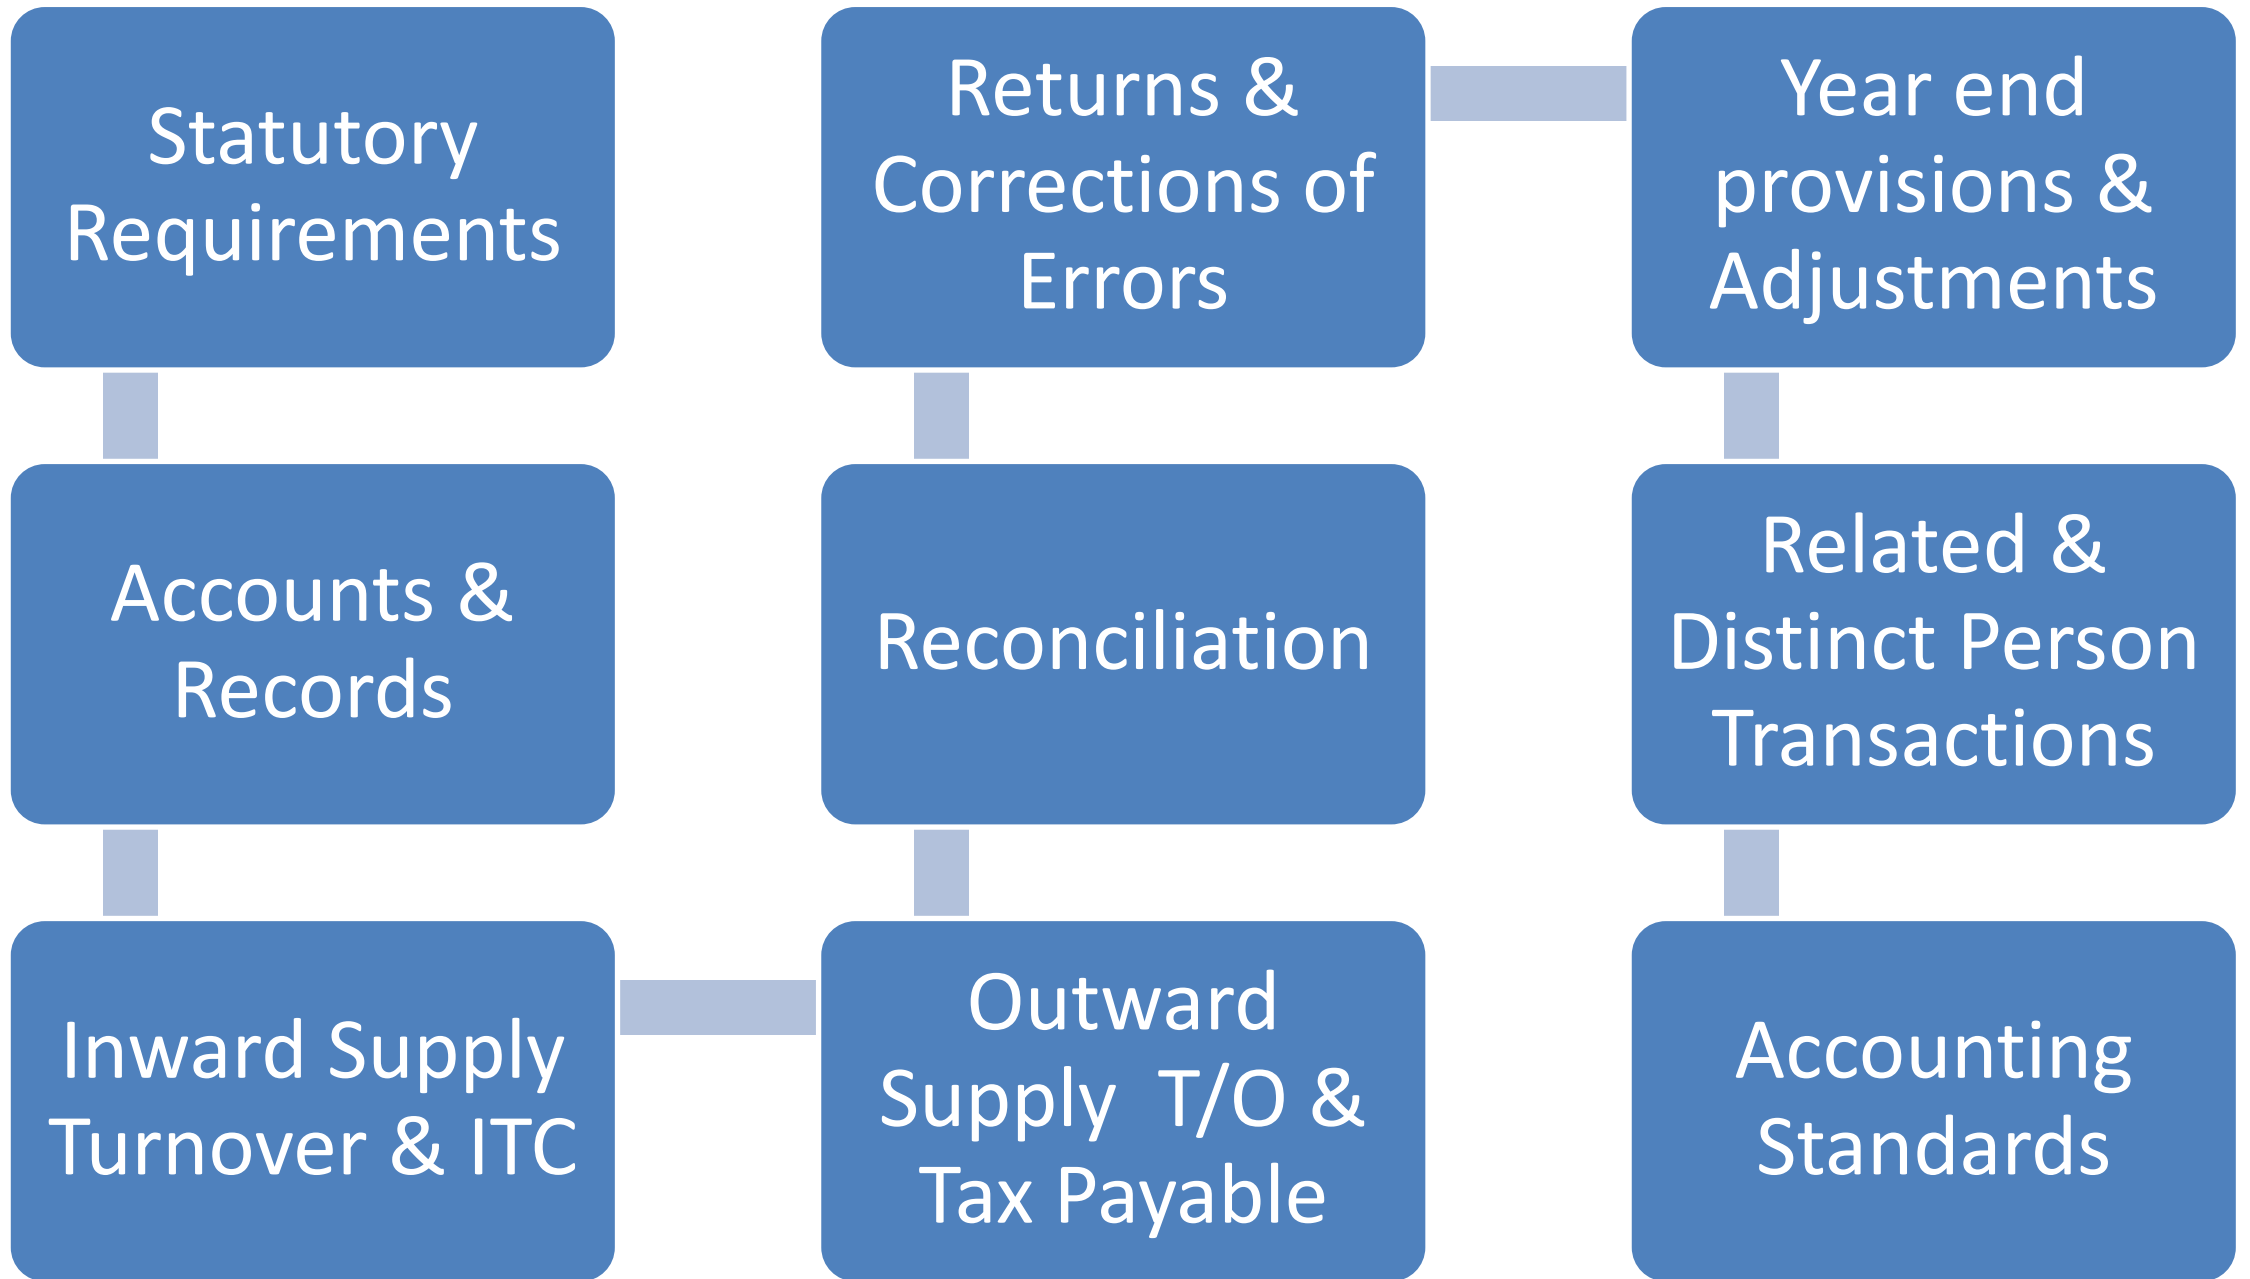 Statutory
Requirements
Accounts &
Records
Inward Supply
Turnover & ITC
Outward
Supply  T/O &
Tax Payable
Reconciliation
Returns &
Corrections of
Errors
Year end
provisions &
Adjustments
Related &
Distinct Person
Transactions
Accounting
Standards